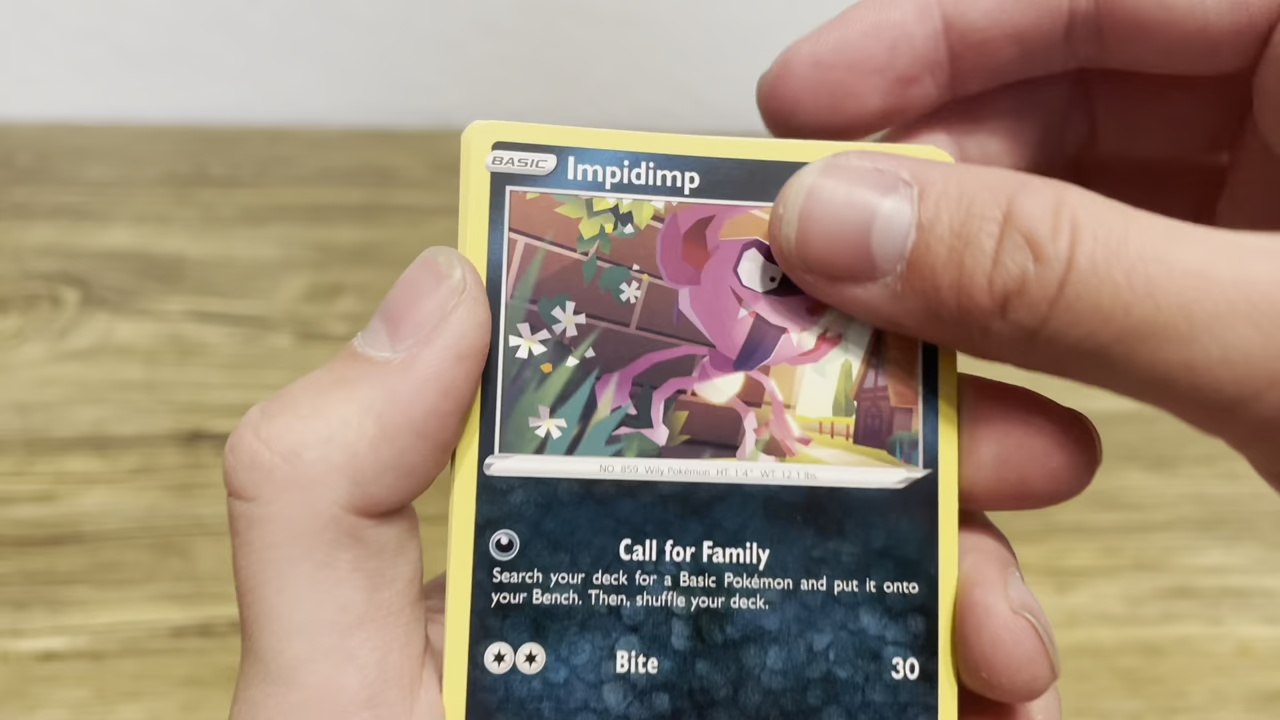 BASIC
Impidimp
NO. 859 Wily Pokémon HT: 1'4" WT: 12.1 lbs.
Call for Family
Search your deck for a Basic Pokémon and put it onto
your Bench. Then, shuffle your deck.
Bite 30